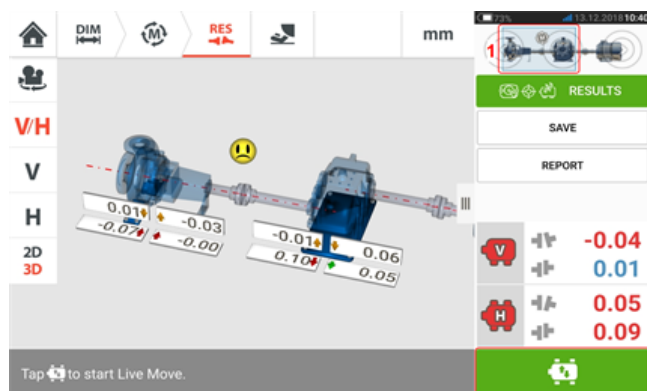 73% 13.12.2018 10:40
DIM
M
RES
mm
1
RESULTS
SAVE
REPORT
V/H
V
H
2D
3D
0.01 -0.03
-0.07 -0.00
-0.01 0.06
0.10 0.05
V -0.04
0.01
H 0.05
0.09
Tap to start Live Move.